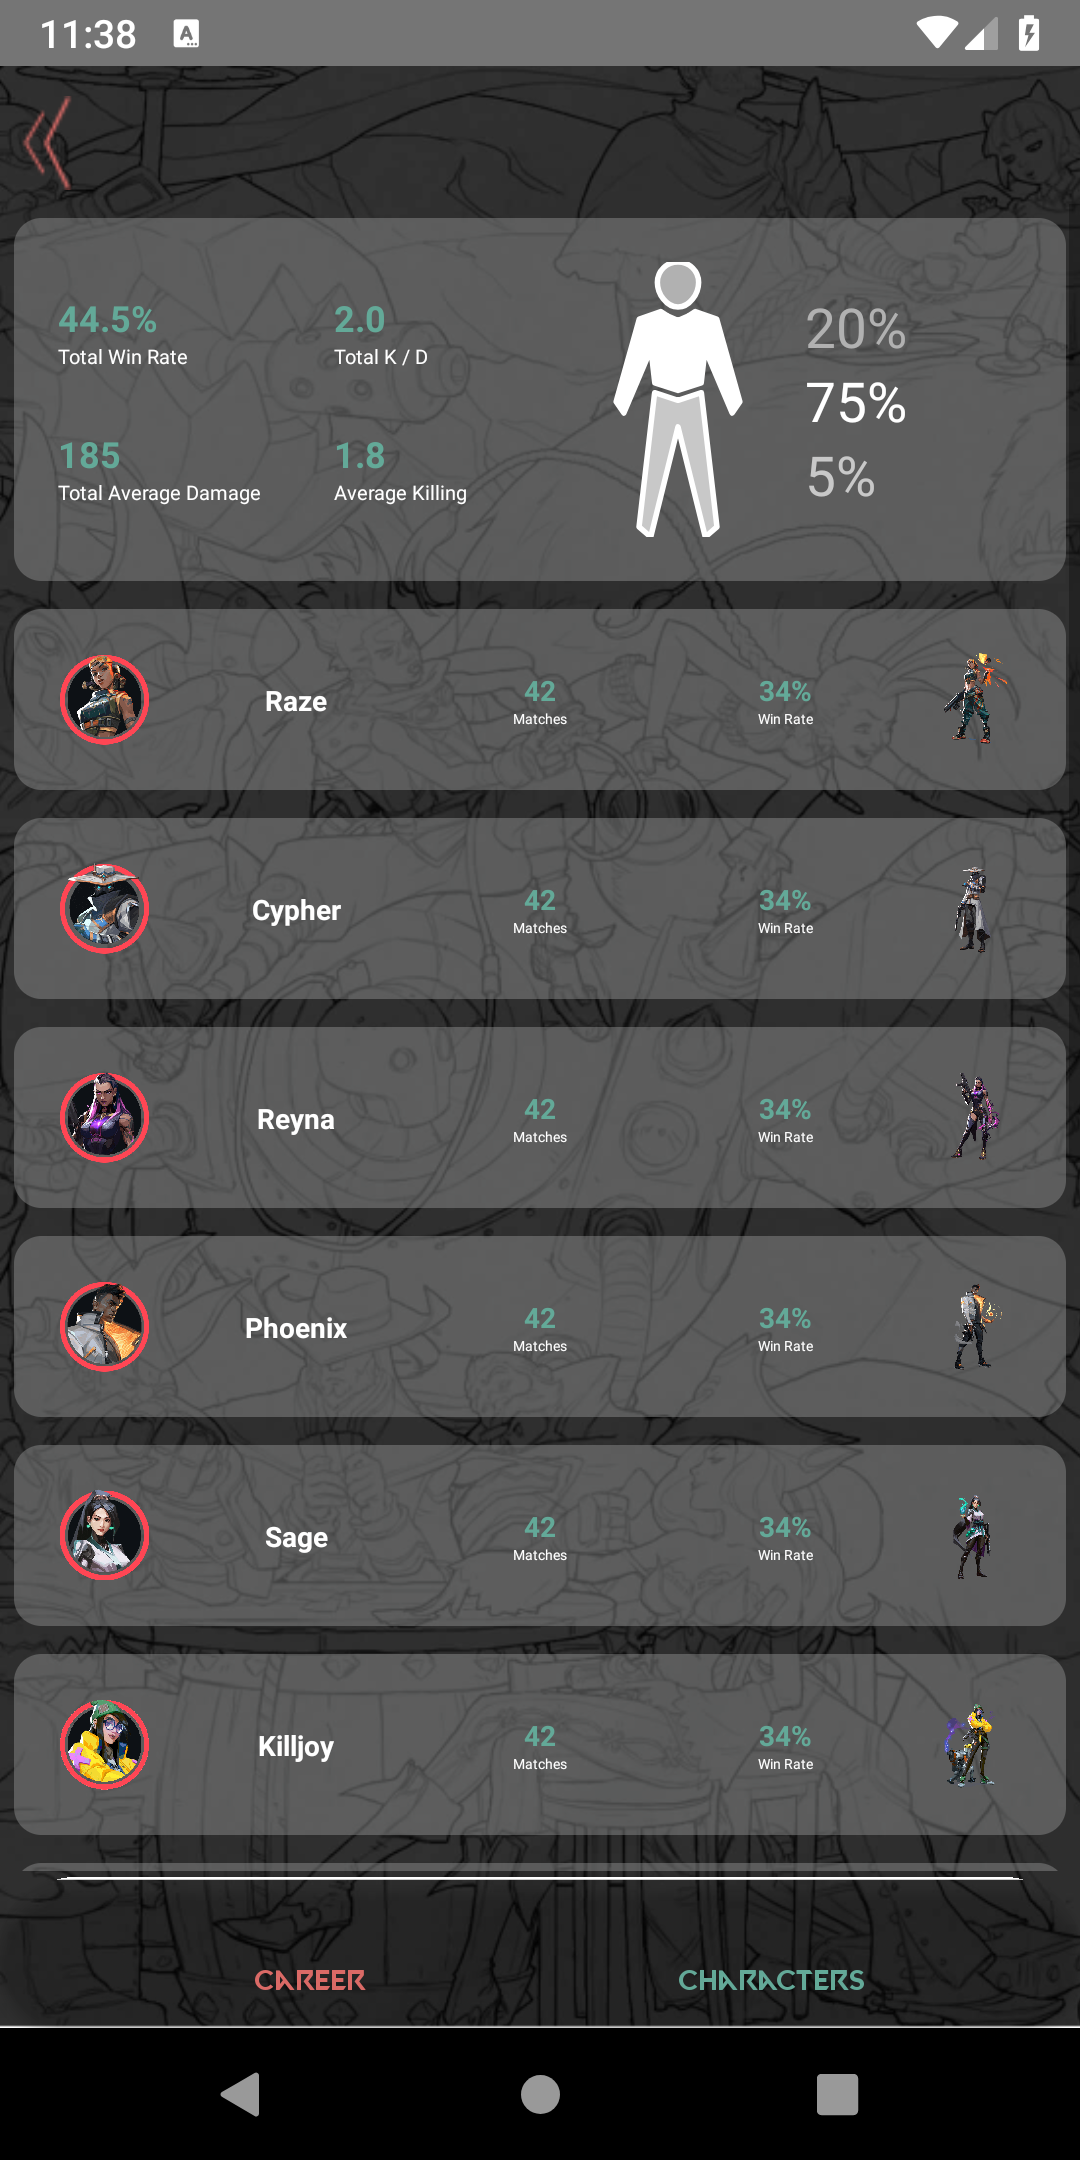 11:38
44.5%
Total Win Rate
2.0
Total K / D
185
Total Average Damage
1.8
Average Killing
20%
75%
5%
Raze
42
Matches
34%
Win Rate
Cypher
42
Matches
34%
Win Rate
Reyna
42
Matches
34%
Win Rate
Phoenix
42
Matches
34%
Win Rate
Sage
42
Matches
34%
Win Rate
Killjoy
42
Matches
34%
Win Rate
CAREER
CHARACTERS